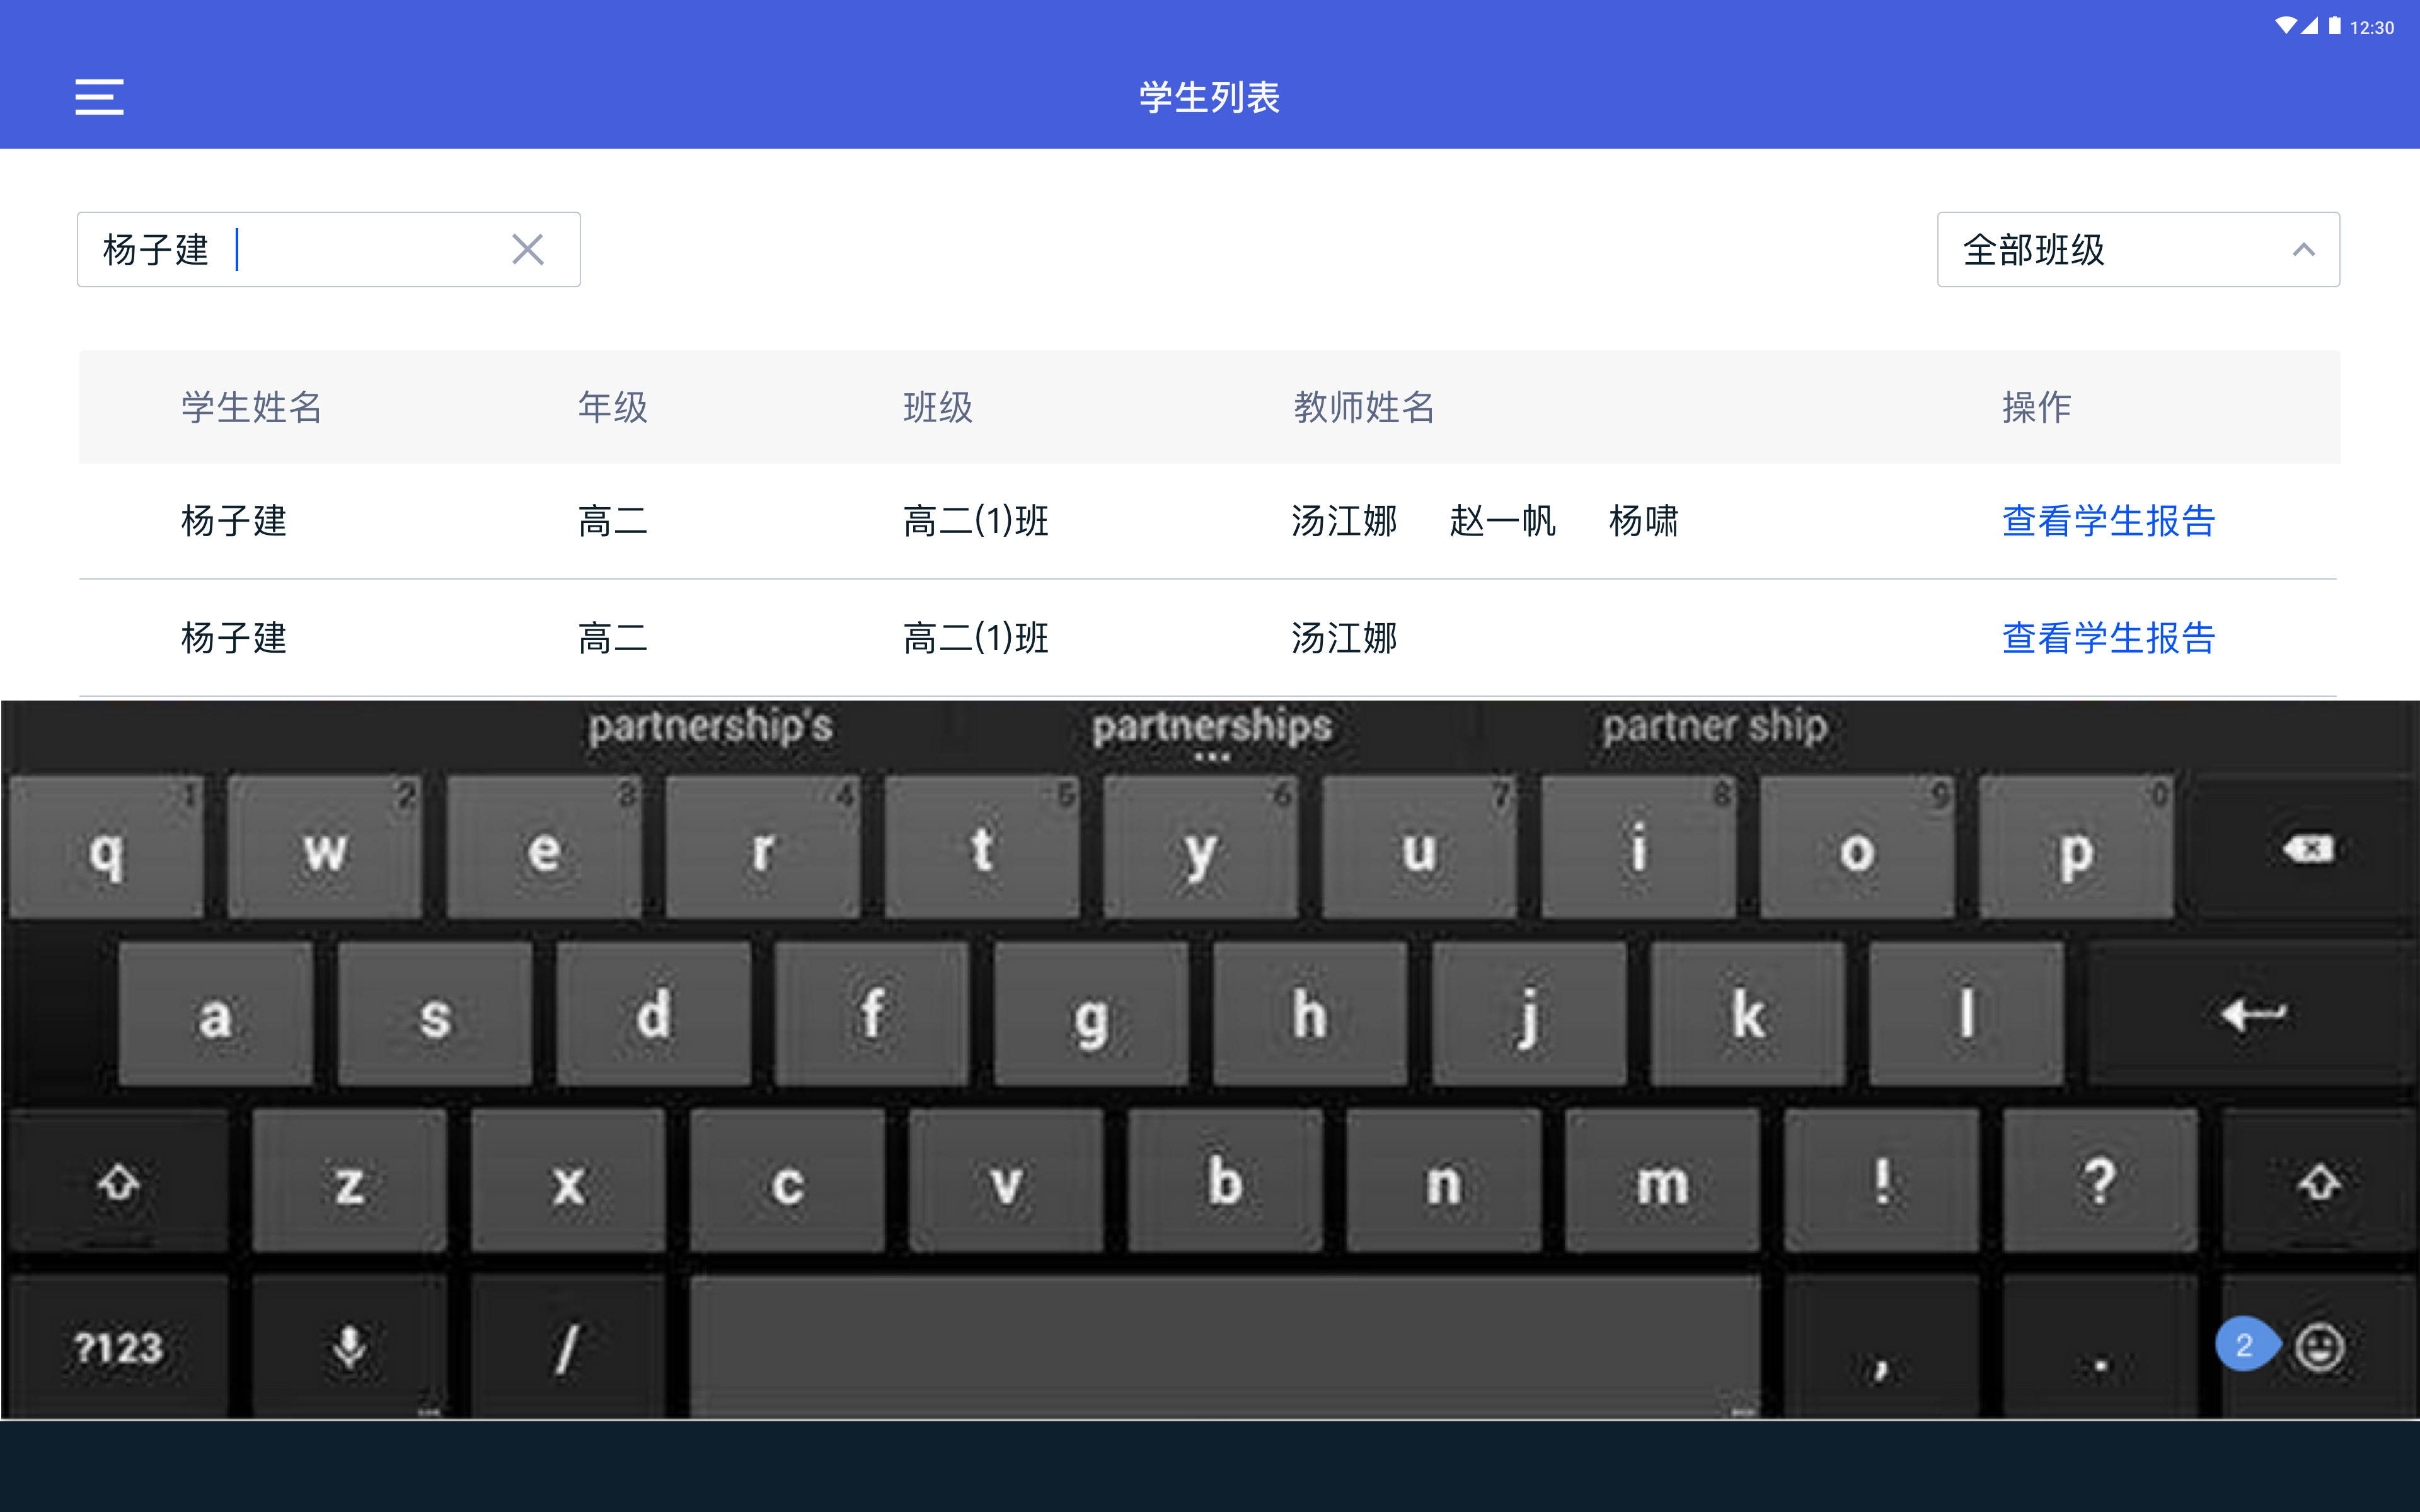 12:30
学生列表
杨子建
全部班级
学生姓名 年级 班级 教师姓名 操作
杨子建 高二 高二(1)班 汤江娜 赵一帆 杨啸 查看学生报告
杨子建 高二 高二(1)班 汤江娜 查看学生报告
partnership's partnerships partner ship
1 2 3 4 5 6 7 8 9 0
q w e r t y u i o p
a s d f g h j k l
z x c v b n m ! ?
?123 / , . 2